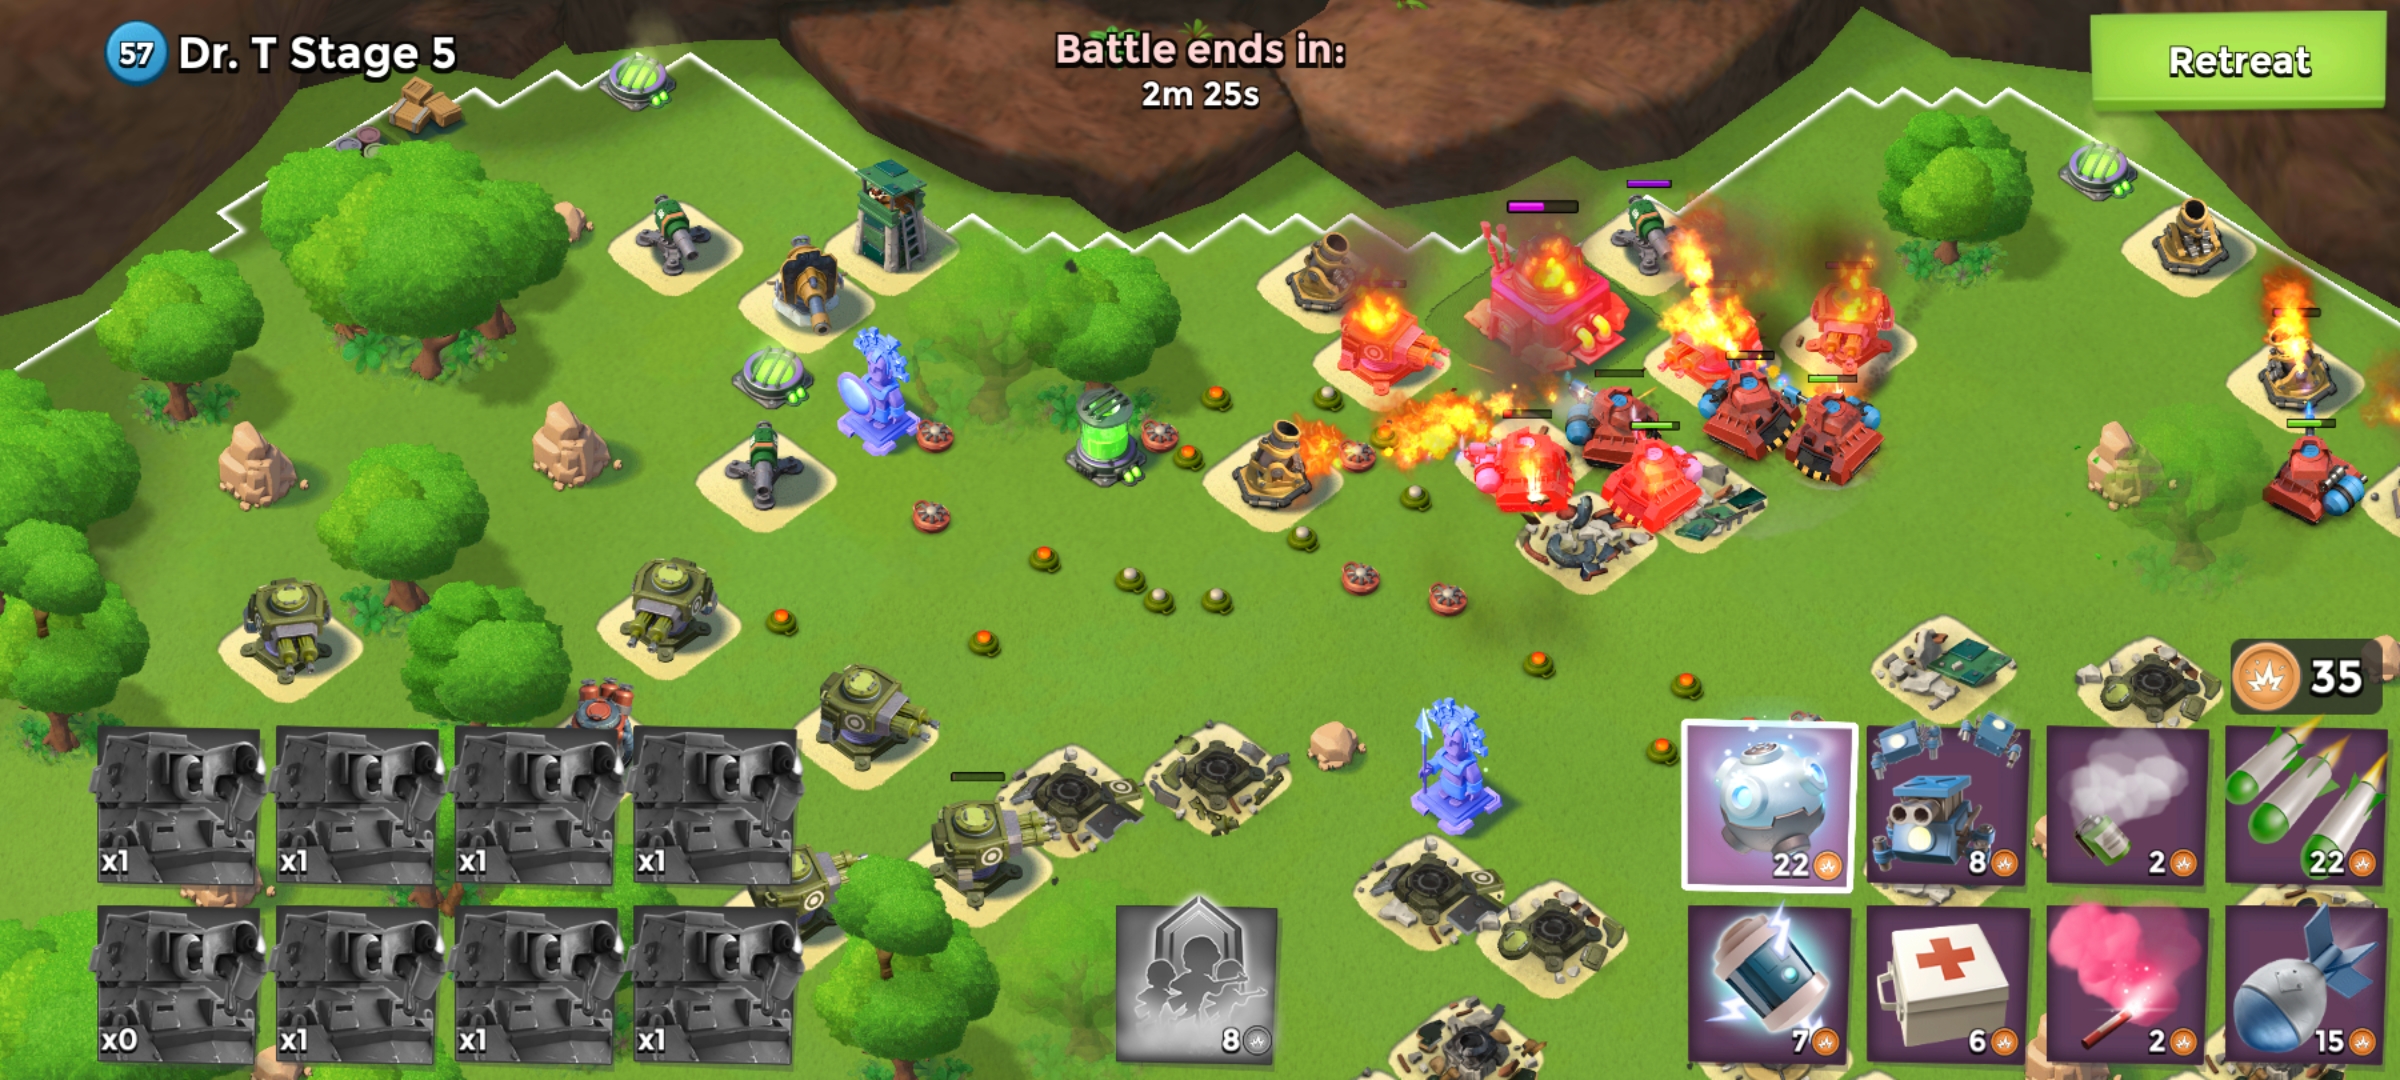 57 Dr. T Stage 5
Battle ends in:
2m 25s
Retreat
35
x1 x1 x1 x1
22 8 2 22
x0 x1 x1 x1
8
7 6 2 15